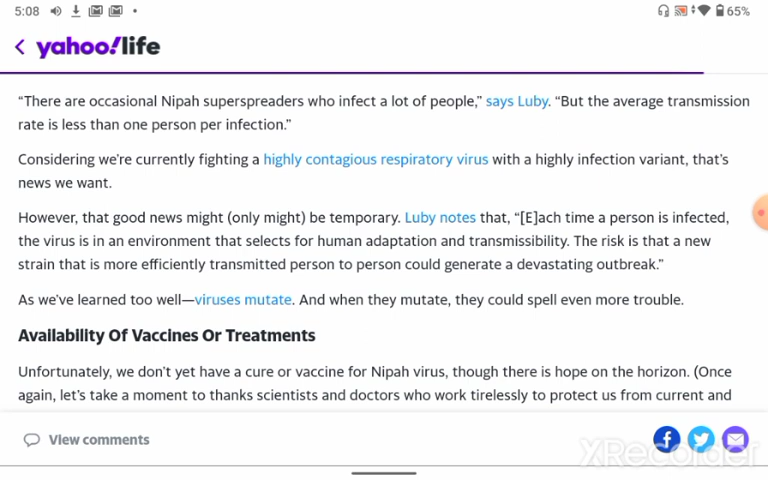 5:08
65%
yahoo!life
“There are occasional Nipah superspreaders who infect a lot of people,” says Luby. “But the average transmission
rate is less than one person per infection.”
Considering we’re currently fighting a highly contagious respiratory virus with a highly infection variant, that’s
news we want.
However, that good news might (only might) be temporary. Luby notes that, “[E]ach time a person is infected,
the virus is in an environment that selects for human adaptation and transmissibility. The risk is that a new
strain that is more efficiently transmitted person to person could generate a devastating outbreak.”
As we’ve learned too well—viruses mutate. And when they mutate, they could spell even more trouble.
Availability Of Vaccines Or Treatments
Unfortunately, we don’t yet have a cure or vaccine for Nipah virus, though there is hope on the horizon. (Once
again, let’s take a moment to thanks scientists and doctors who work tirelessly to protect us from current and
View comments
XRecorder